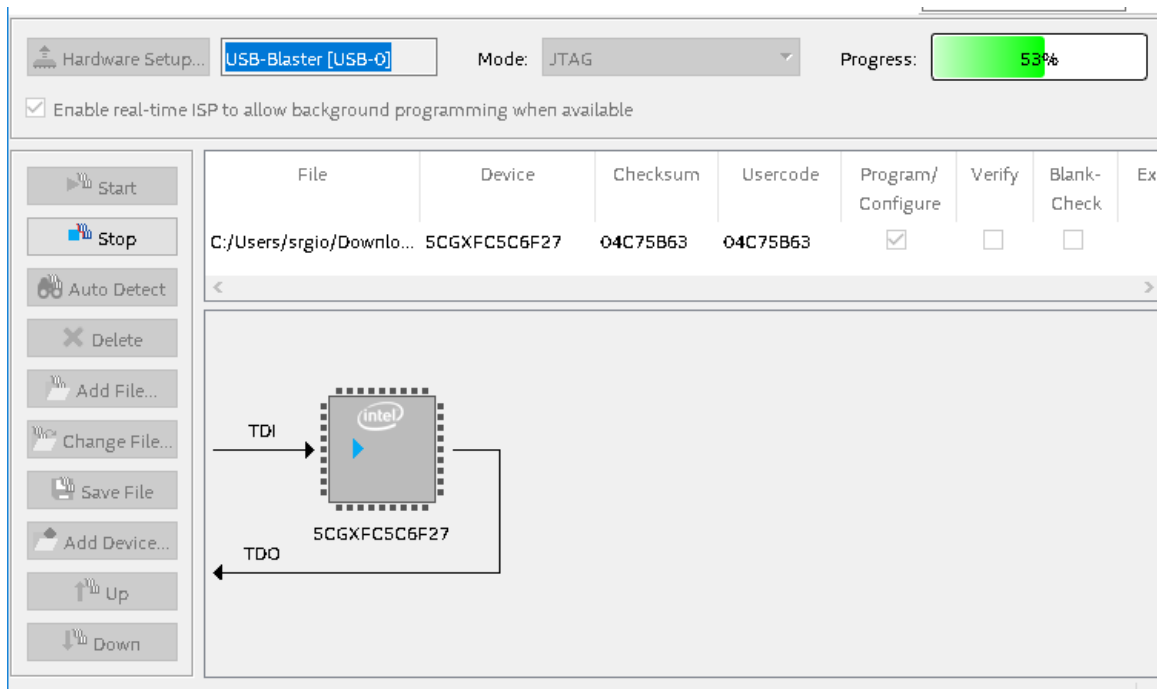 Hardware Setup... USB-Blaster [USB-0] Mode: JTAG Progress: 53%
Enable real-time ISP to allow background programming when available
Start
Stop
Auto Detect
Delete
Add File...
Change File...
Save File
Add Device...
Up
Down
File Device Checksum Usercode Program/ Configure Verify Blank- Check Ex
C:/Users/srgio/Downlo... 5CGXFC5C6F27 04C75B63 04C75B63
intel
TDI
5CGXFC5C6F27
TDO